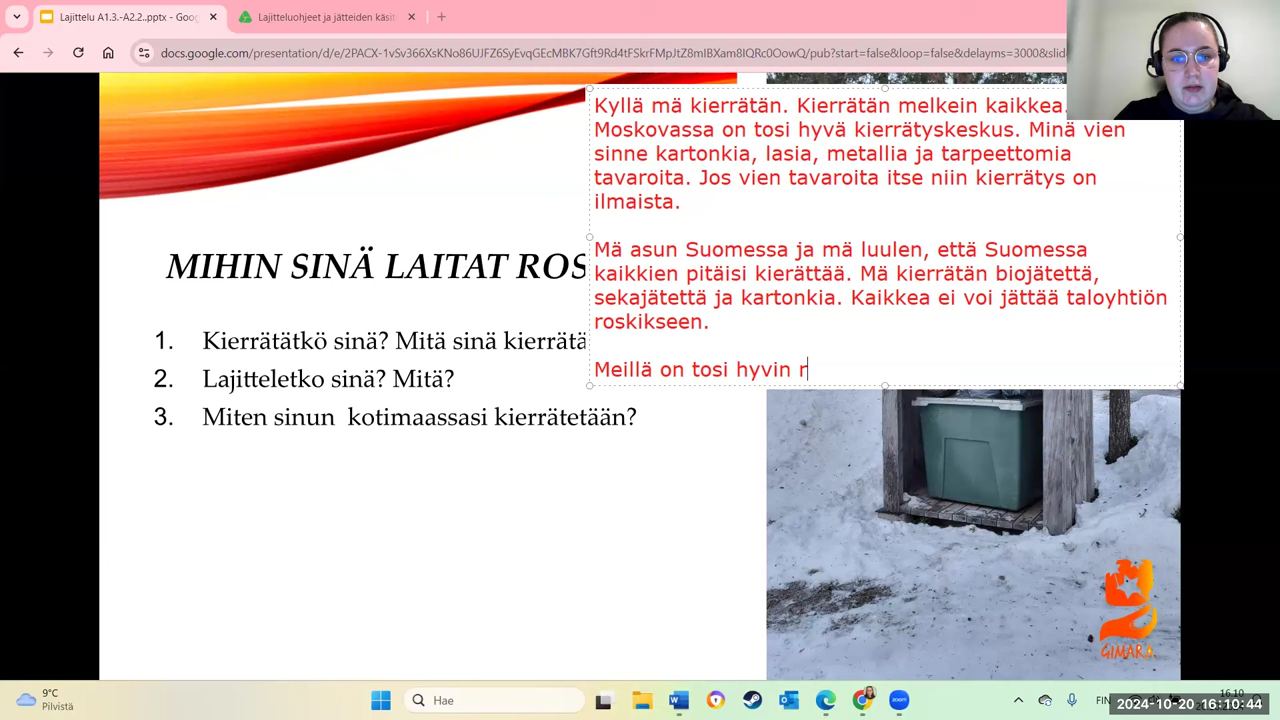 Lajittelu A1.3.-A2.2..pptx - Goo
Lajitteluohjeet ja jätteiden käsit
docs.google.com/presentation/d/e/2PACX-1vSv366XsKNo86UJFZ6SyEvqGEcMBK7Gft9Rd4tFSkrFMpJtZ8mIBXam8IQRc0OowQ/pub?start=false&loop=false&delayms=3000&slid
Kyllä mä kierrätän. Kierrätän melkein kaikkea.
Moskovassa on tosi hyvä kierrätyskeskus. Minä vien
sinne kartonkia, lasia, metallia ja tarpeettomia
tavaroita. Jos vien tavaroita itse niin kierrätys on
ilmaista.
Mä asun Suomessa ja mä luulen, että Suomessa
kaikkien pitäisi kierättää. Mä kierrätän biojätettä,
sekajätettä ja kartonkia. Kaikkea ei voi jättää taloyhtiön
roskikseen.
Meillä on tosi hyvin r
MIHIN SINÄ LAITAT ROS
1. Kierrätätkö sinä? Mitä sinä kierrätä
2. Lajitteletko sinä? Mitä?
3. Miten sinun kotimaassasi kierrätetään?
GIMARA
9°C
Pilvistä
Hae
FIN
16.10
2024-10-20 16:10:44